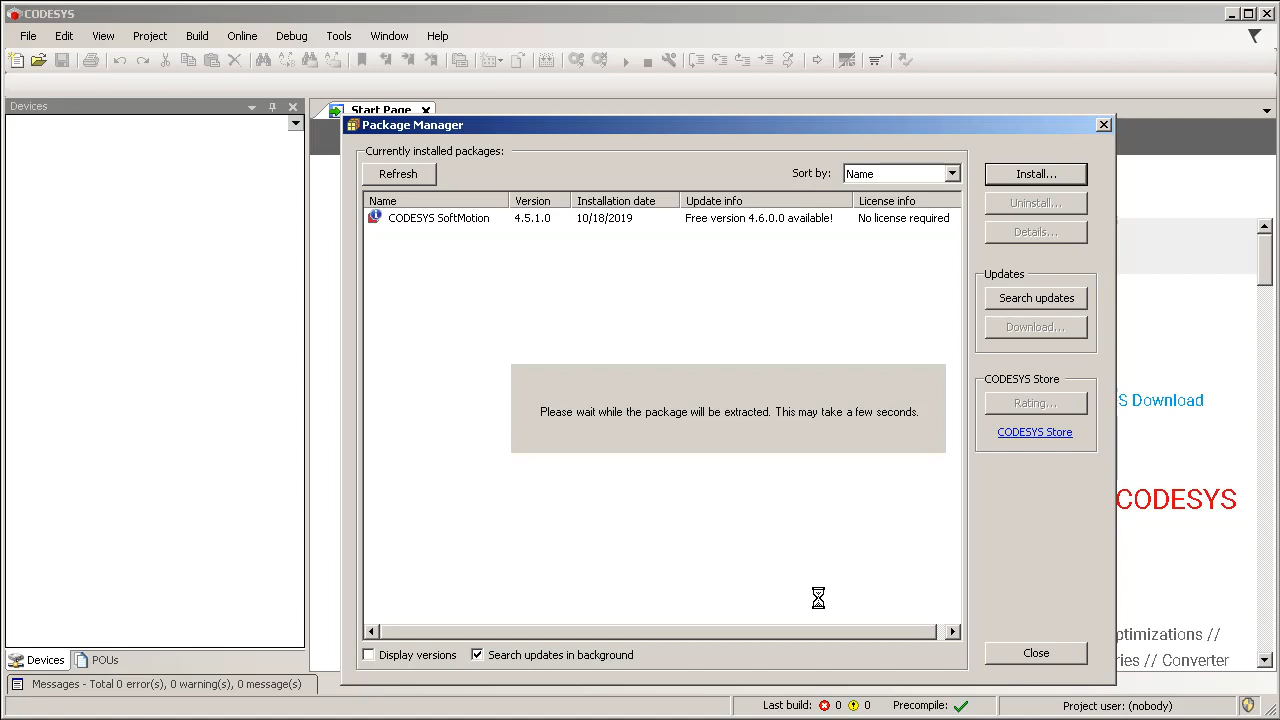 CODESYS
File Edit View Project Build Online Debug Tools Window Help
Devices
Start Page
Package Manager
Currently installed packages:
Refresh
Sort by: Name
Name Version Installation date Update info License info
CODESYS SoftMotion 4.5.1.0 10/18/2019 Free version 4.6.0.0 available! No license required
Install...
Uninstall...
Details...
Updates
Search updates
Download...
CODESYS Store
Rating...
CODESYS Store
Please wait while the package will be extracted. This may take a few seconds.
Display versions Search updates in background
Close
S Download
CODESYS
ptimizations //
ries // Converter
Devices POUs
Messages - Total 0 error(s), 0 warning(s), 0 message(s)
Last build: 0 0 Precompile: Project user: (nobody)